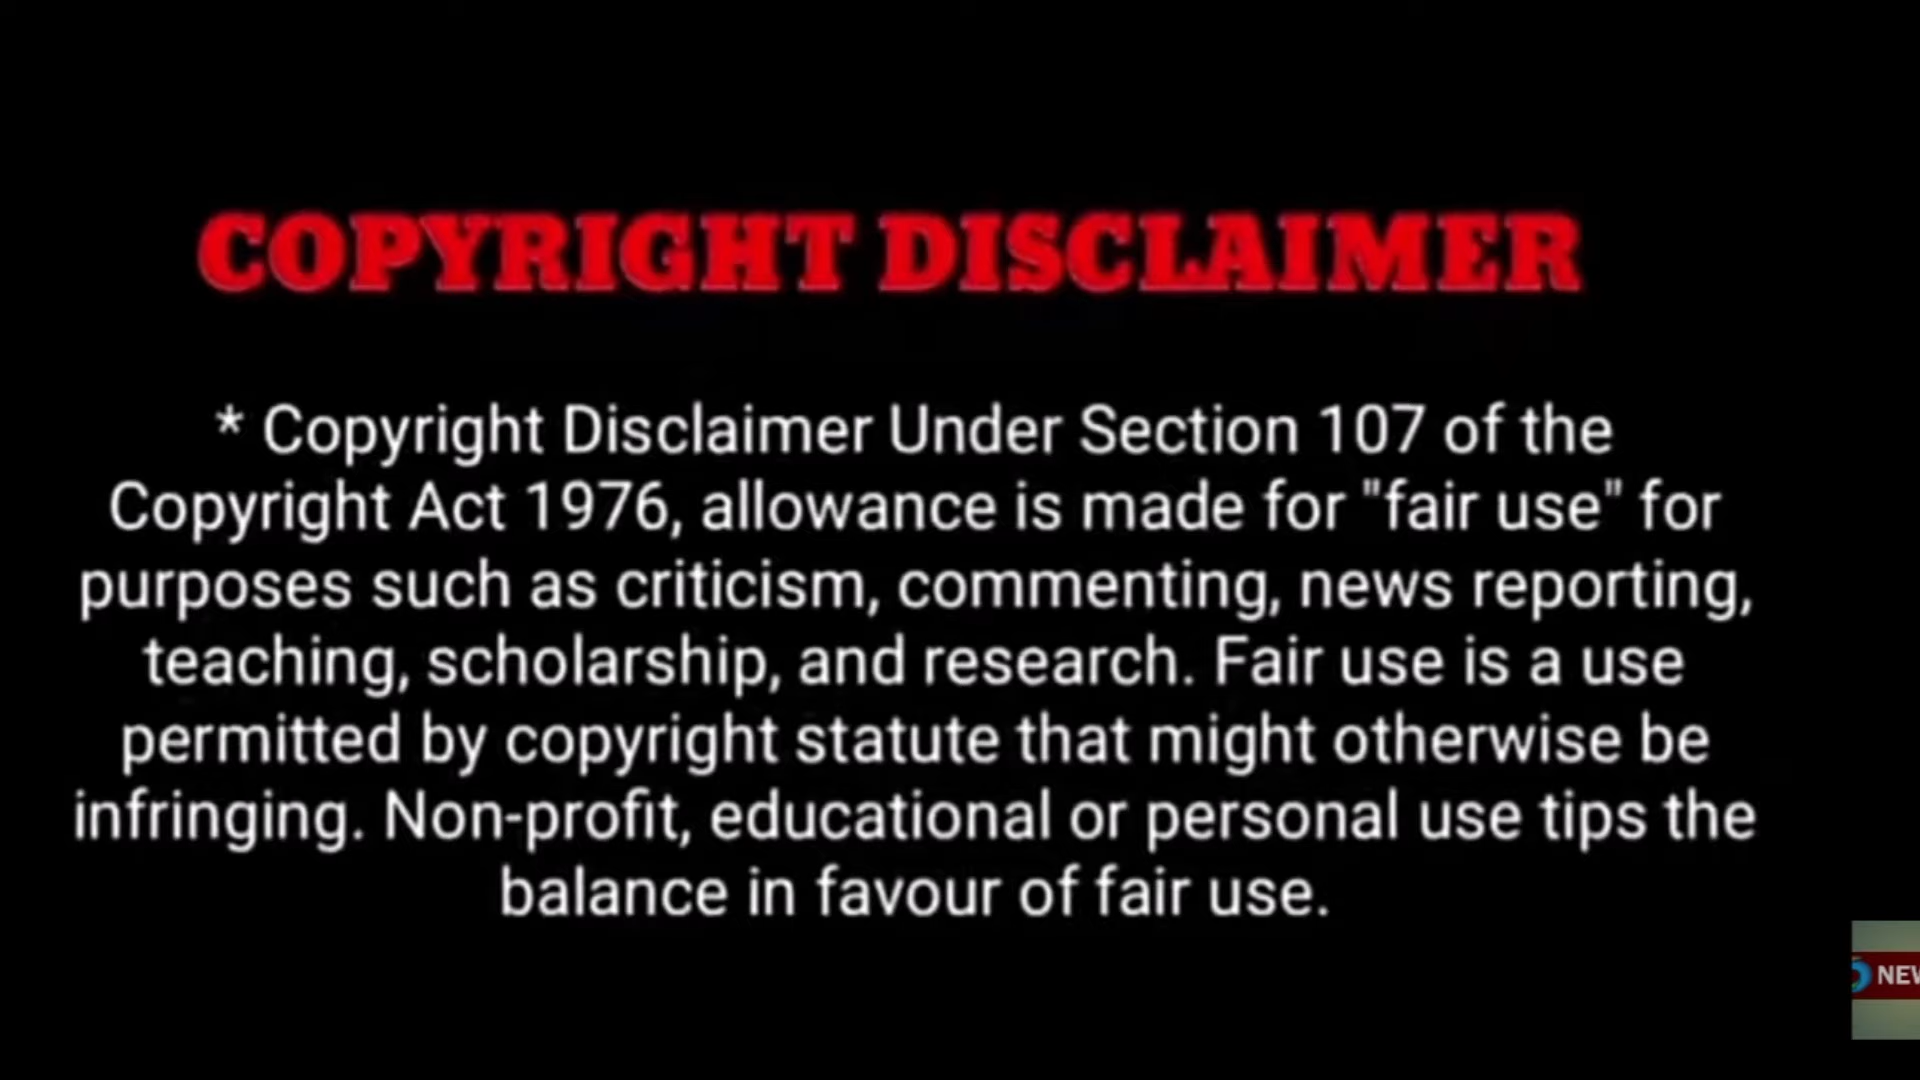 COPYRIGHT DISCLAIMER
* Copyright Disclaimer Under Section 107 of the
Copyright Act 1976, allowance is made for "fair use" for
purposes such as criticism, commenting, news reporting,
teaching, scholarship, and research. Fair use is a use
permitted by copyright statute that might otherwise be
infringing. Non-profit, educational or personal use tips the
balance in favour of fair use.